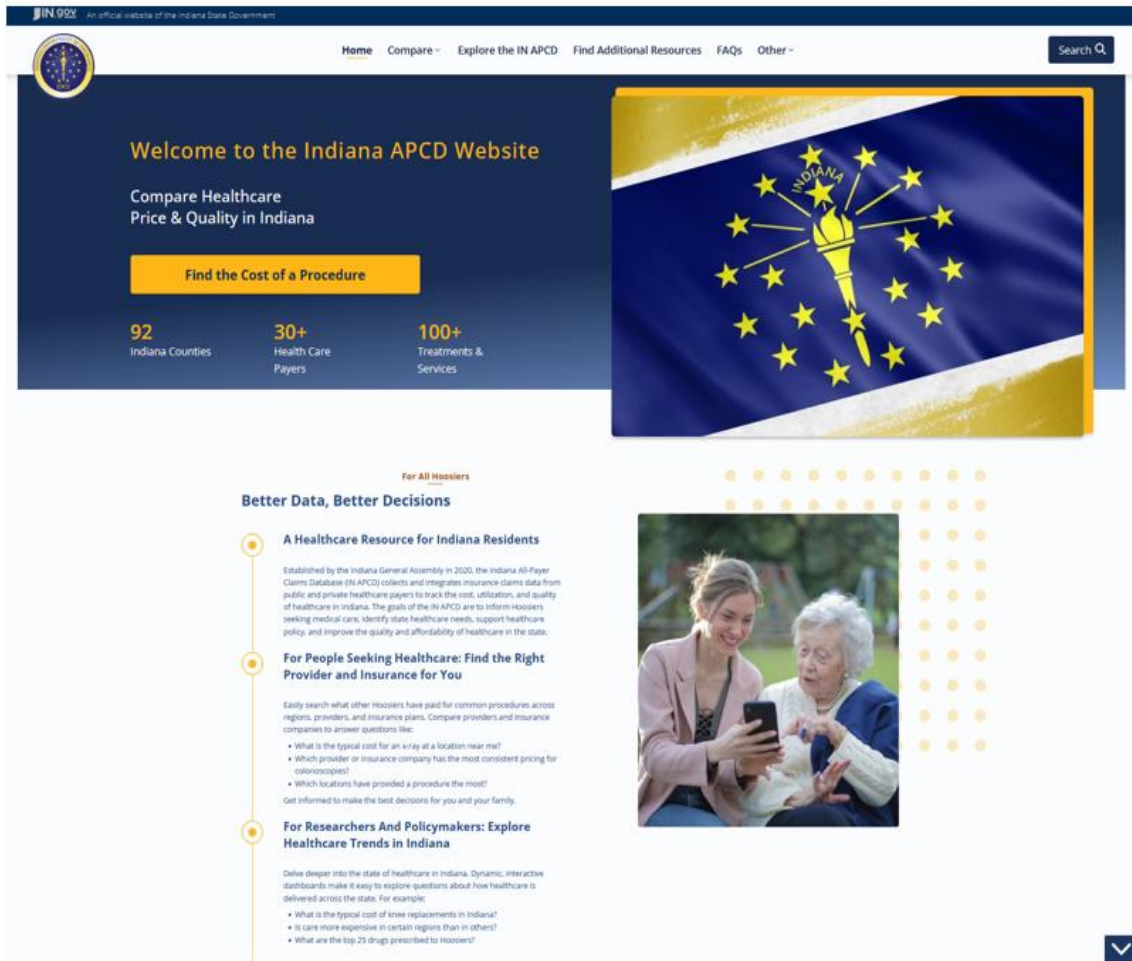 IN.gov An official website of the Indiana State Government
Home Compare Explore the IN APCD Find Additional Resources FAQs Other Search
Welcome to the Indiana APCD Website
Compare Healthcare
Price & Quality in Indiana
Find the Cost of a Procedure
92 30+ 100+
Indiana Counties Health Care Treatments &
Payers Services
INDIANA
For All Hoosiers
Better Data, Better Decisions
A Healthcare Resource for Indiana Residents
Established by the Indiana General Assembly in 2020, the Indiana All-Payer
Claims Database (IN APCD) collects and integrates insurance claims data from
public and private healthcare payers to track the cost, utilization, and quality
of healthcare in Indiana. The goals of the IN APCD are to inform Hoosiers
seeking medical care, identify state healthcare needs, support healthcare
policy, and improve the quality and affordability of healthcare in the state.
For People Seeking Healthcare: Find the Right
Provider and Insurance for You
Easily search what other Hoosiers have paid for common procedures across
regions, providers, and insurance plans. Compare providers and insurance
companies to answer questions like:
• What is the typical cost for an x-ray at a location near me?
• Which provider or insurance company has the most consistent pricing for
colonoscopies?
• Which locations have provided a procedure the most?
Get informed to make the best decisions for you and your family.
For Researchers And Policymakers: Explore
Healthcare Trends in Indiana
Delve deeper into the state of healthcare in Indiana. Dynamic, interactive
dashboards make it easy to explore questions about how healthcare is
delivered across the state. For example:
• What is the typical cost of knee replacements in Indiana?
• Is care more expensive in certain regions than in others?
• What are the top 25 drugs prescribed to Hoosiers?